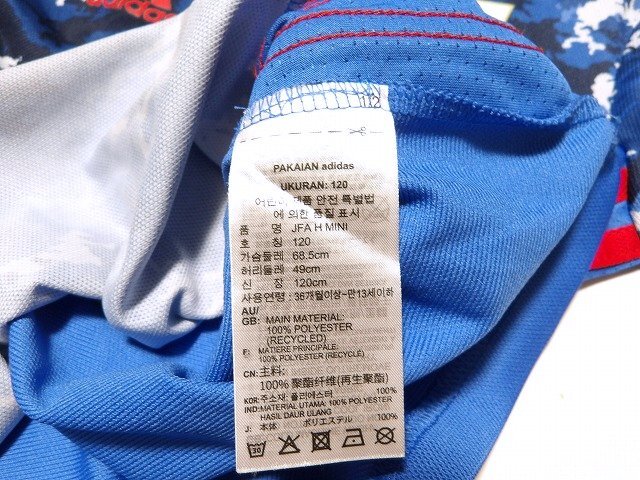 adidas
112
PAKAIAN adidas
UKURAN: 120
어린이 제품 안전 특별법
에 의한 품질 표시
품 명 JFA H MINI
호 칭 120
가슴둘레 68.5cm
허리둘레 49cm
신 장 120cm
사용연령: 36개월이상~만13세이하
AU/
GB: MAIN MATERIAL:
100% POLYESTER
(RECYCLED)
F: MATIERE PRINCIPALE:
100% POLYESTER (RECYCLÉ)
CN: 主料:
100% 聚酯纤维(再生聚酯)
KOR: 주소재: 폴리에스터 100%
IND: MATERIAL UTAMA: 100% POLYESTER
HASIL DAUR ULANG
J: 本体 ポリエステル 100%
30